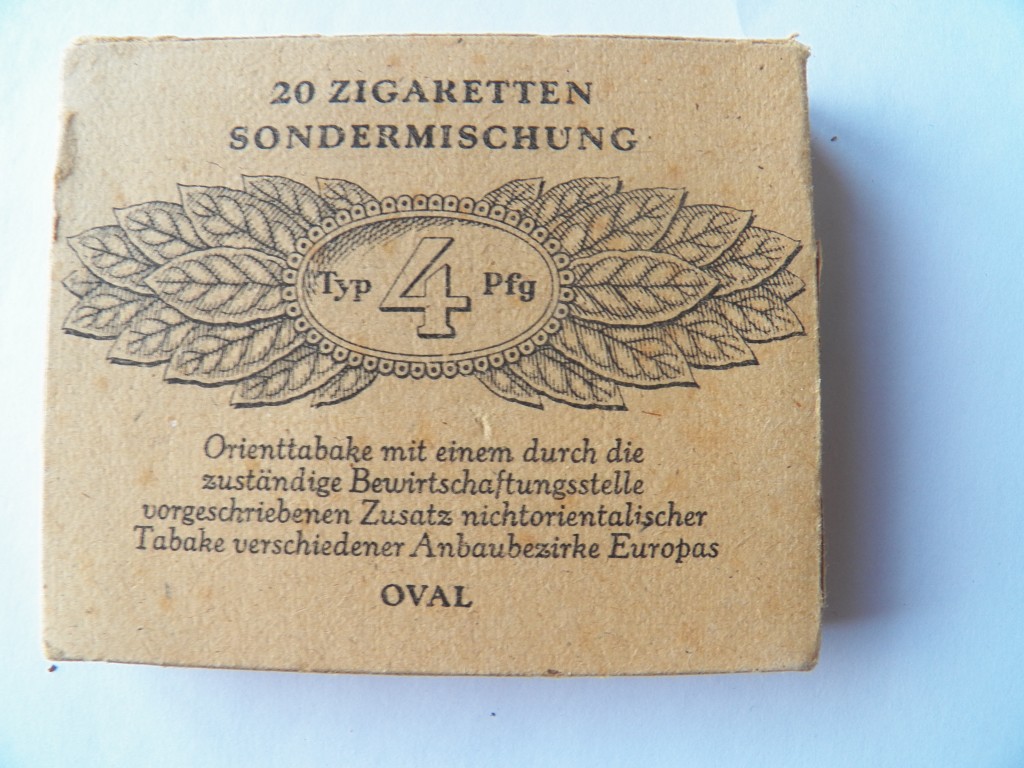 20 ZIGARETTEN
SONDERMISCHUNG
Typ 4 Pfg
Orienttabake mit einem durch die
zuständige Bewirtschaftungsstelle
vorgeschriebenen Zusatz nichtorientalischer
Tabake verschiedener Anbaubezirke Europas
OVAL